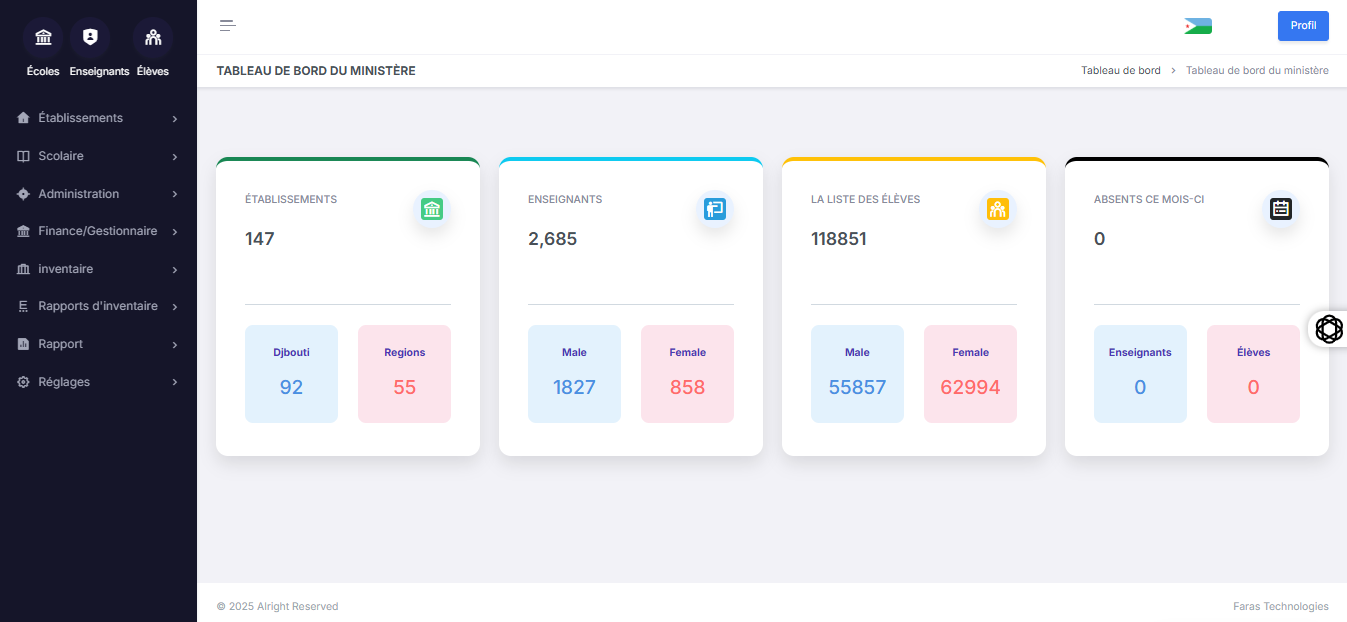 Écoles Enseignants Élèves
Établissements
Scolaire
Administration
Finance/Gestionnaire
inventaire
Rapports d'inventaire
Rapport
Réglages
Profil
TABLEAU DE BORD DU MINISTÈRE
Tableau de bord > Tableau de bord du ministère
ÉTABLISSEMENTS
147
Djbouti Regions
92 55
ENSEIGNANTS
2,685
Male Female
1827 858
LA LISTE DES ÉLÈVES
118851
Male Female
55857 62994
ABSENTS CE MOIS-CI
0
Enseignants Élèves
0 0
© 2025 Alright Reserved
Faras Technologies